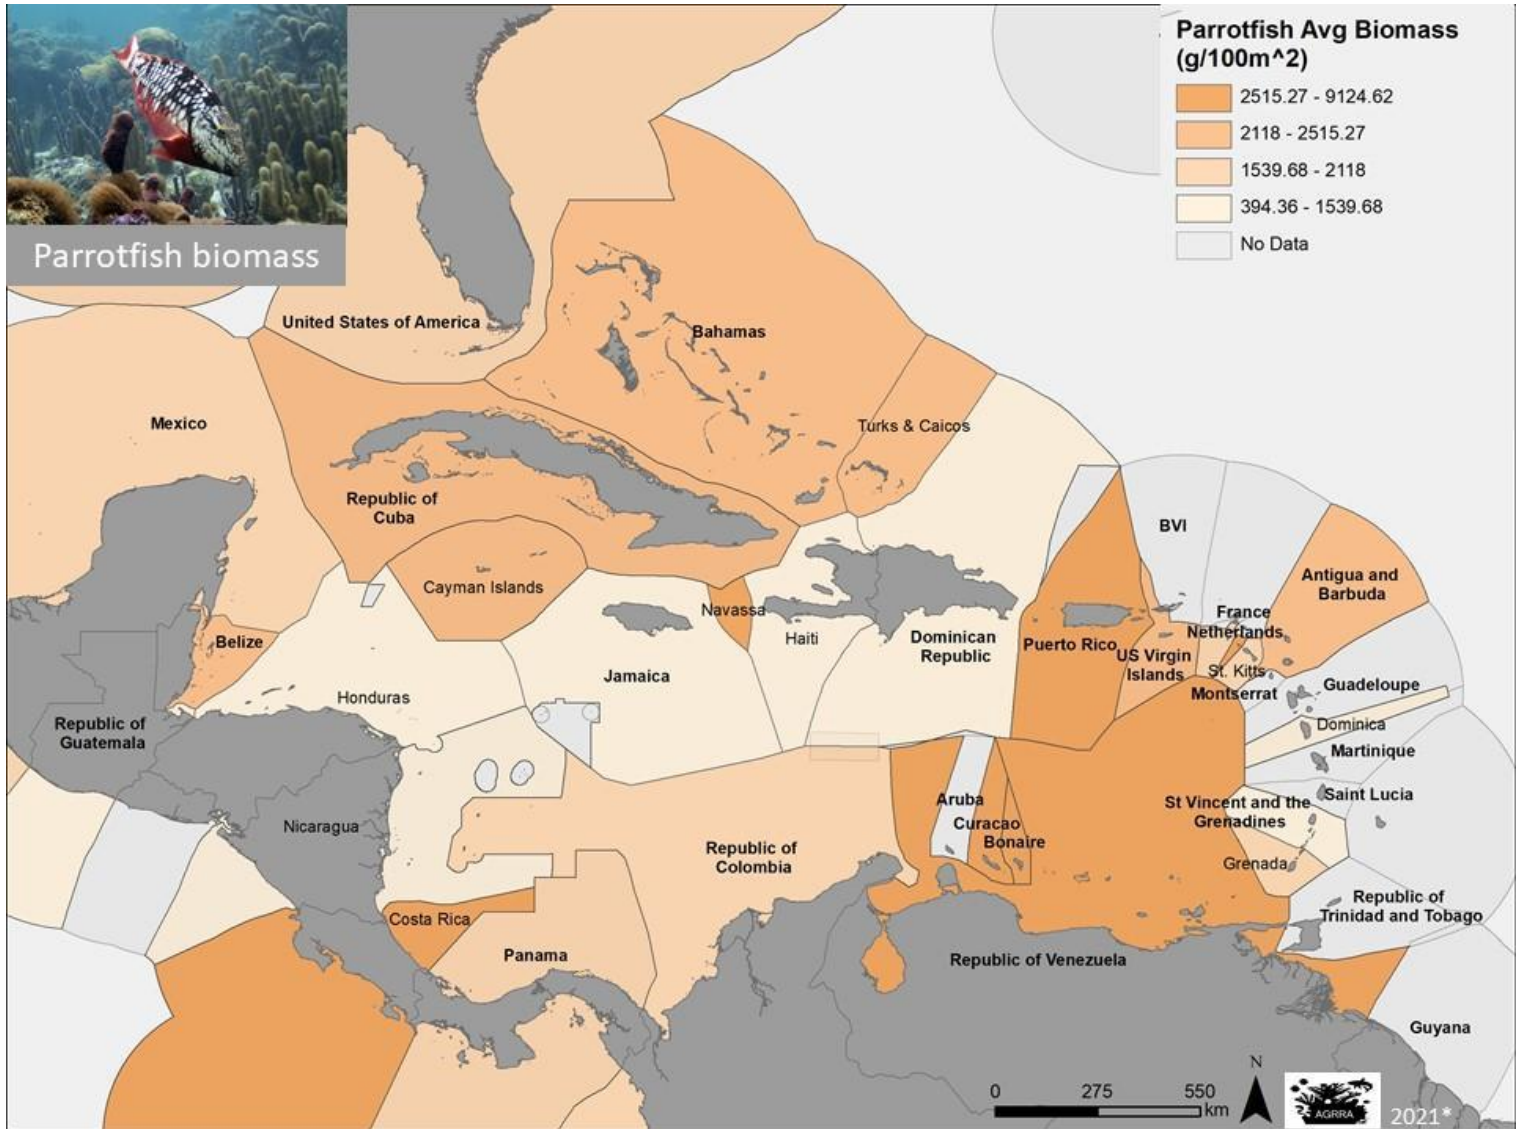 Parrotfish biomass
Parrotfish Avg Biomass
(g/100m^2)
2515.27 - 9124.62
2118 - 2515.27
1539.68 - 2118
394.36 - 1539.68
No Data
United States of America
Bahamas
Mexico
Turks & Caicos
Republic of
Cuba
BVI
Cayman Islands
Antigua and
Barbuda
Navassa
France
Netherlands
Belize
Haiti
Dominican
Republic
Puerto Rico
US Virgin
Islands
St. Kitts
Jamaica
Montserrat
Guadeloupe
Honduras
Republic of
Guatemala
Dominica
Martinique
Aruba
Saint Lucia
St Vincent and the
Grenadines
Curacao
Bonaire
Nicaragua
Republic of
Colombia
Grenada
Costa Rica
Republic of
Trinidad and Tobago
Panama
Republic of Venezuela
Guyana
N
0 275 550
km
AGRRA
2021*